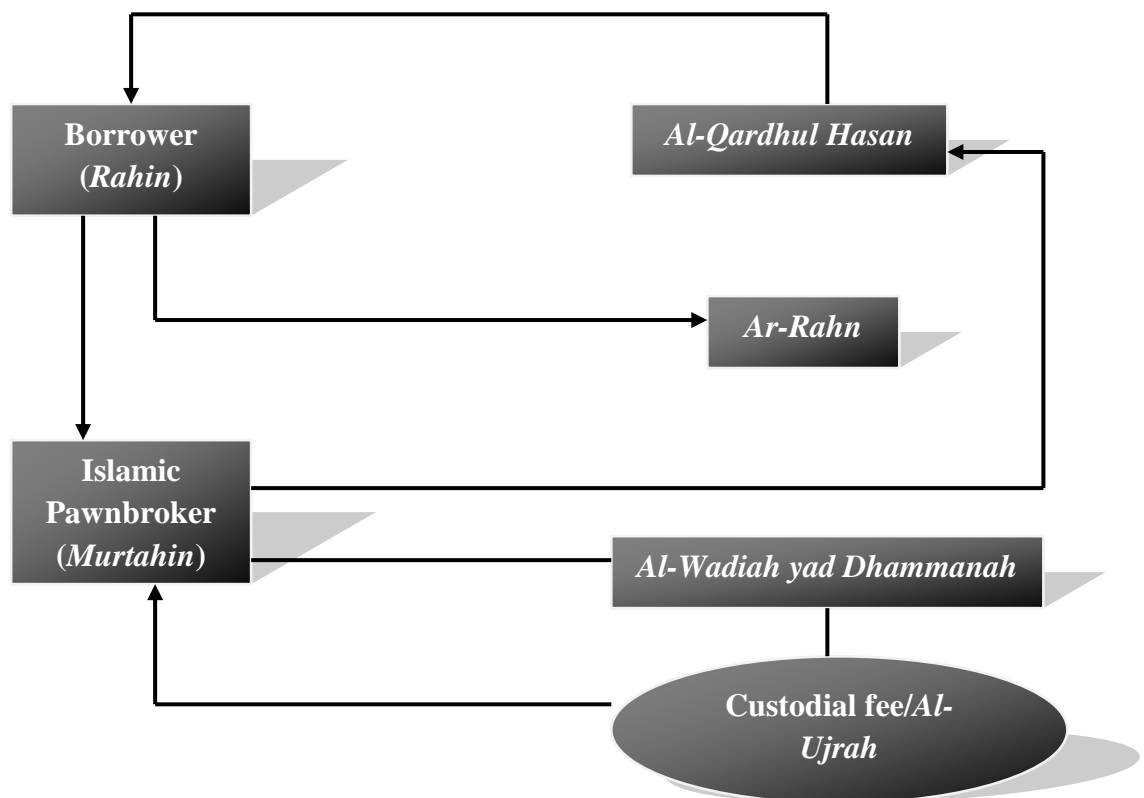 Borrower
(Rahin)
Al-Qardhul Hasan
Ar-Rahn
Islamic
Pawnbroker
(Murtahin)
Al-Wadiah yad Dhammanah
Custodial fee/Al-
Ujrah